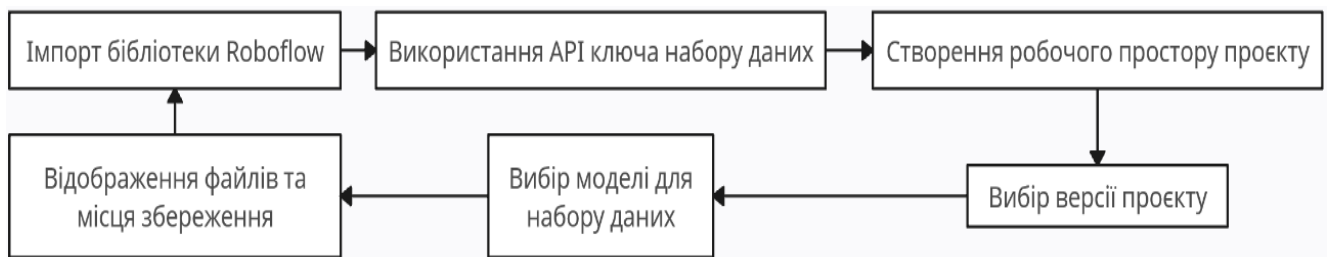 Імпорт бібліотеки Roboflow
Використання АРІ ключа набору даних
Створення робочого простору проєкту
Відображення файлів та
місця збереження
Вибір моделі для
набору даних
Вибір версії проєкту